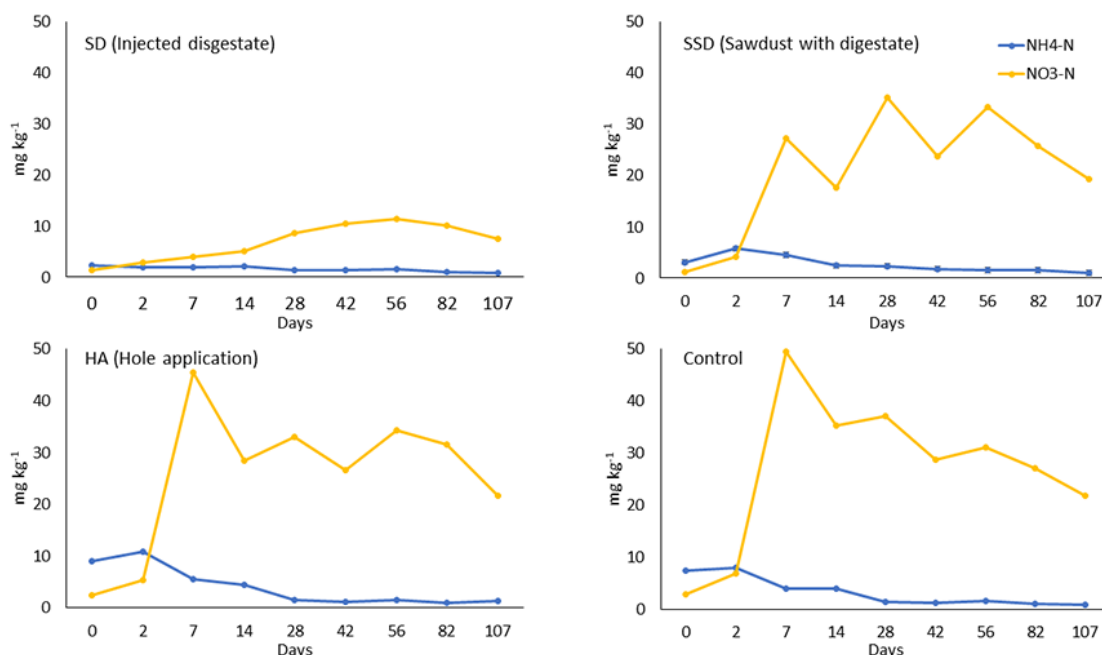 50
40
30
20
10
0
mg kg-1
SD (Injected disgestate)
0 2 7 14 28 42 56 82 107
Days
50
40
30
20
10
0
mg kg-1
SSD (Sawdust with digestate)
NH4-N
NO3-N
0 2 7 14 28 42 56 82 107
Days
50
40
30
20
10
0
mg kg-1
HA (Hole application)
0 2 7 14 28 42 56 82 107
Days
50
40
30
20
10
0
mg kg-1
Control
0 2 7 14 28 42 56 82 107
Days